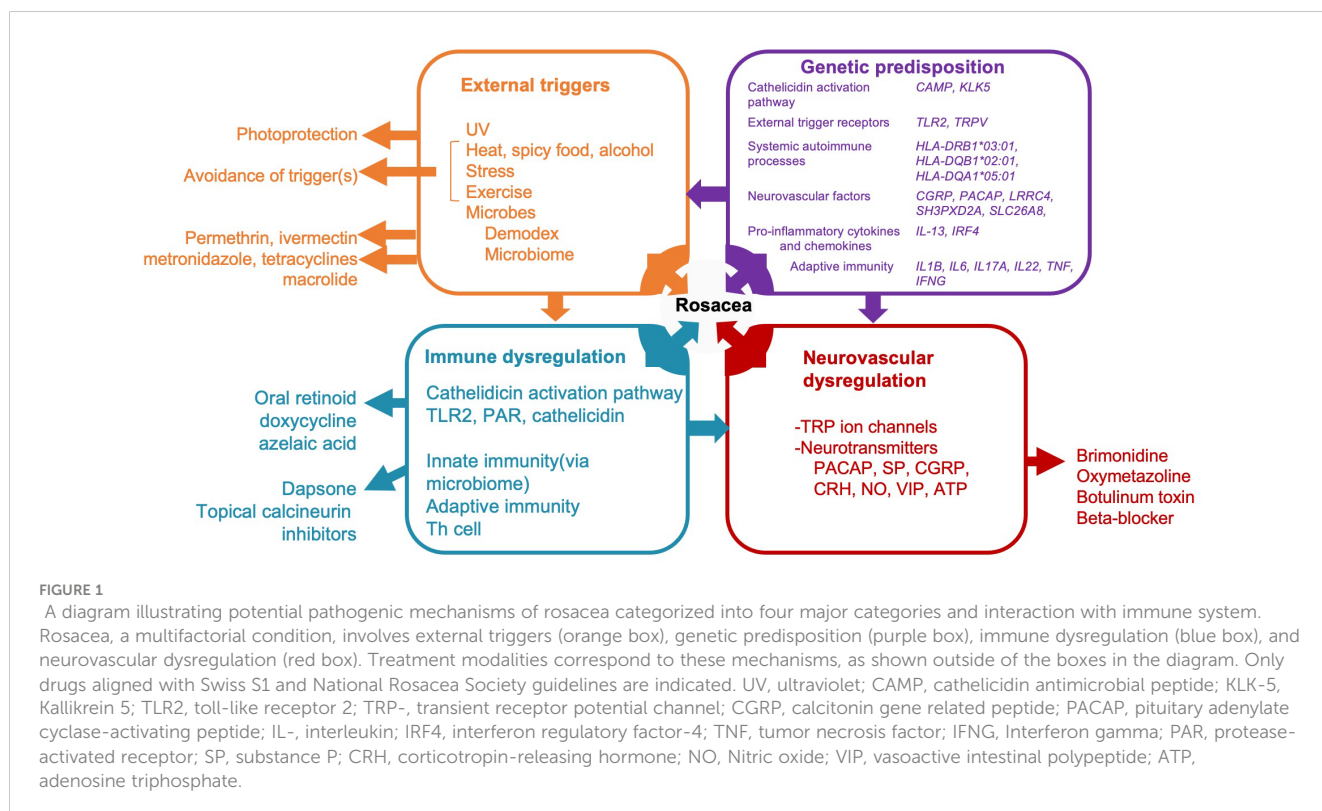 External triggers
UV
Heat, spicy food, alcohol
Stress
Exercise
Microbes
Demodex
Microbiome
Photoprotection
Avoidance of trigger(s)
Permethrin, ivermectin
metronidazole, tetracyclines
macrolide
Genetic predisposition
Cathelicidin activation
pathway
CAMP, KLK5
External trigger receptors
TLR2, TRPV
Systemic autoimmune
processes
HLA-DRB1*03:01,
HLA-DQB1*02:01,
HLA-DQA1*05:01
Neurovascular factors
CGRP, PACAP, LRRC4,
SH3PXD2A, SLC26A8,
Pro-inflammatory cytokines
and chemokines
IL-13, IRF4
Adaptive immunity
IL1B, IL6, IL17A, IL22, TNF,
IFNG
Rosacea
Immune dysregulation
Cathelidicin activation pathway
TLR2, PAR, cathelicidin
Innate immunity(via
microbiome)
Adaptive immunity
Th cell
Oral retinoid
doxycycline
azelaic acid
Dapsone
Topical calcineurin
inhibitors
Neurovascular
dysregulation
-TRP ion channels
-Neurotransmitters
PACAP, SP, CGRP,
CRH, NO, VIP, ATP
Brimonidine
Oxymetazoline
Botulinum toxin
Beta-blocker
FIGURE 1
A diagram illustrating potential pathogenic mechanisms of rosacea categorized into four major categories and interaction with immune system.
Rosacea, a multifactorial condition, involves external triggers (orange box), genetic predisposition (purple box), immune dysregulation (blue box), and
neurovascular dysregulation (red box). Treatment modalities correspond to these mechanisms, as shown outside of the boxes in the diagram. Only
drugs aligned with Swiss S1 and National Rosacea Society guidelines are indicated. UV, ultraviolet; CAMP, cathelicidin antimicrobial peptide; KLK-5,
Kallikrein 5; TLR2, toll-like receptor 2; TRP-, transient receptor potential channel; CGRP, calcitonin gene related peptide; PACAP, pituitary adenylate
cyclase-activating peptide; IL-, interleukin; IRF4, interferon regulatory factor-4; TNF, tumor necrosis factor; IFNG, Interferon gamma; PAR, protease-
activated receptor; SP, substance P; CRH, corticotropin-releasing hormone; NO, Nitric oxide; VIP, vasoactive intestinal polypeptide; ATP,
adenosine triphosphate.